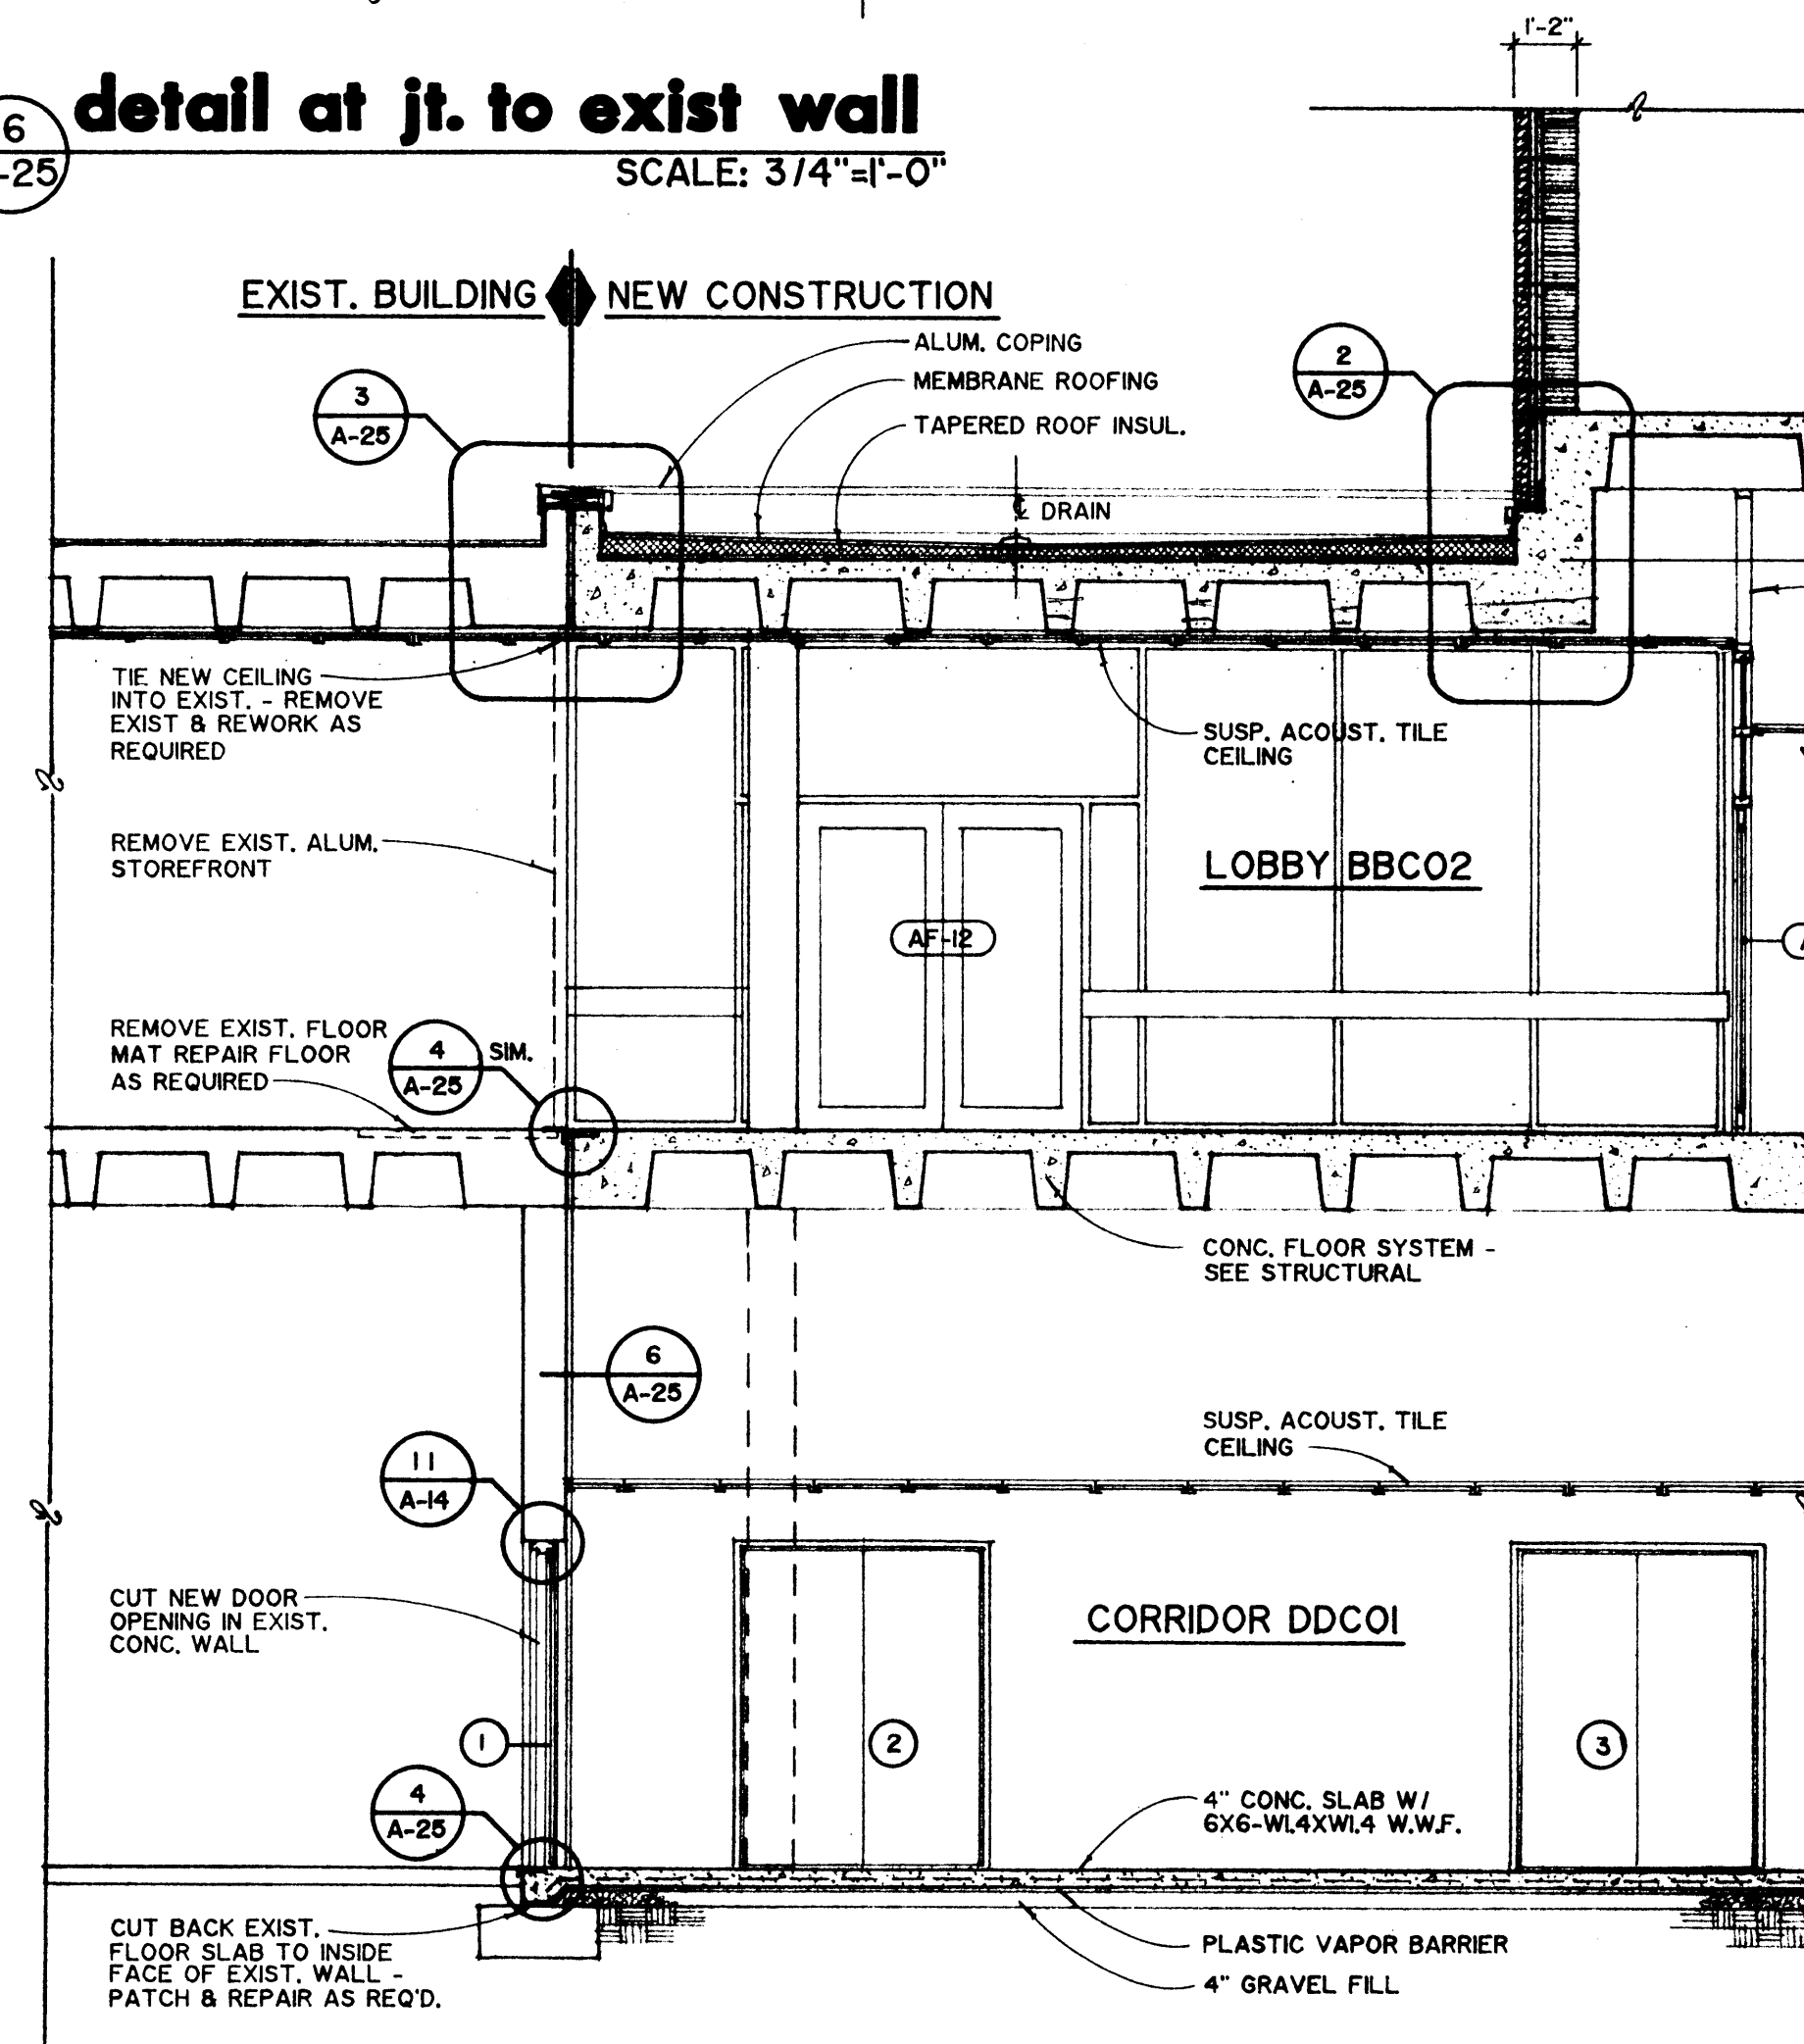 1'-2"
6
-25
detail at jt. to exist wall
SCALE: 3/4"=1'-0"
EXIST. BUILDING
NEW CONSTRUCTION
ALUM. COPING
MEMBRANE ROOFING
TAPERED ROOF INSUL.
3
A-25
2
A-25
℄ DRAIN
TIE NEW CEILING
INTO EXIST. - REMOVE
EXIST & REWORK AS
REQUIRED
SUSP. ACOUST. TILE
CEILING
REMOVE EXIST. ALUM.
STOREFRONT
LOBBY BBC02
AF-12
REMOVE EXIST. FLOOR
MAT REPAIR FLOOR
AS REQUIRED
4
A-25
SIM.
CONC. FLOOR SYSTEM -
SEE STRUCTURAL
6
A-25
SUSP. ACOUST. TILE
CEILING
11
A-14
CUT NEW DOOR
OPENING IN EXIST.
CONC. WALL
CORRIDOR DDC01
1
2
3
4
A-25
4" CONC. SLAB W/
6X6-W1.4XW1.4 W.W.F.
CUT BACK EXIST.
FLOOR SLAB TO INSIDE
FACE OF EXIST. WALL -
PATCH & REPAIR AS REQ'D.
PLASTIC VAPOR BARRIER
4" GRAVEL FILL